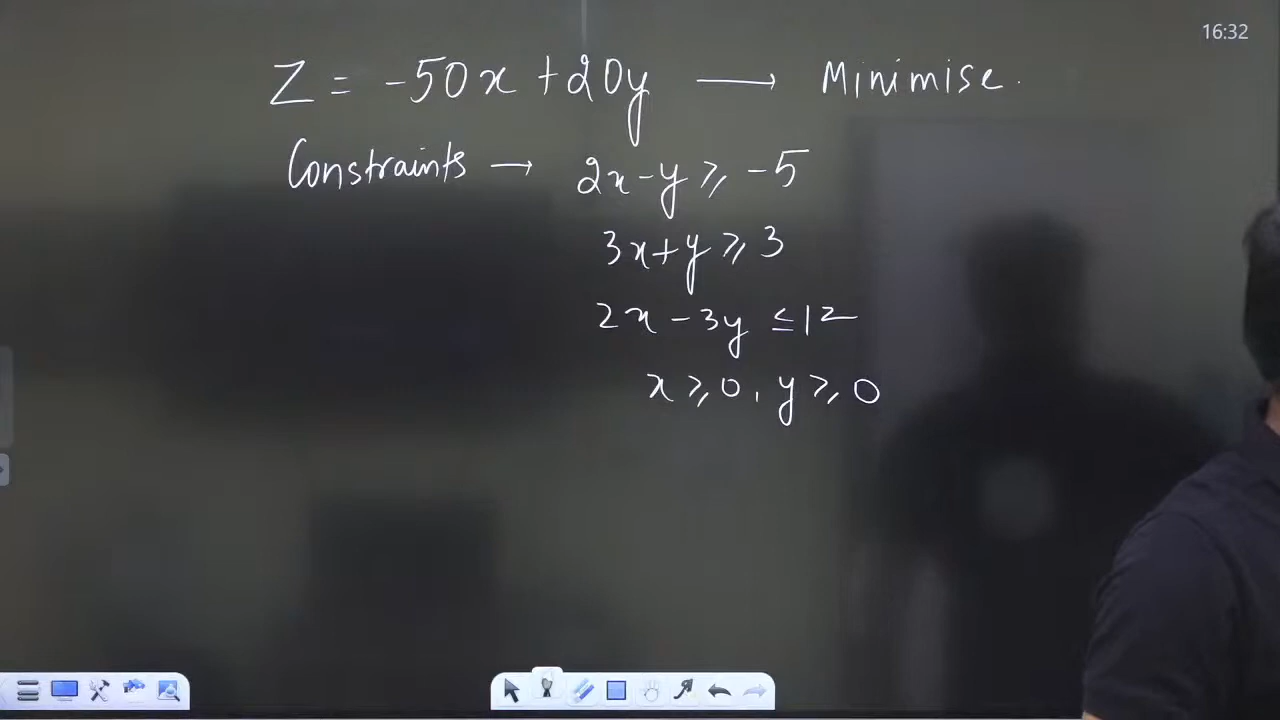 16:32
Z = -50x + 20y ⟶ Minimise.
Constraints → 2x - y ⩾ -5
3x + y ⩾ 3
2x - 3y ≤ 12
x ⩾ 0, y ⩾ 0